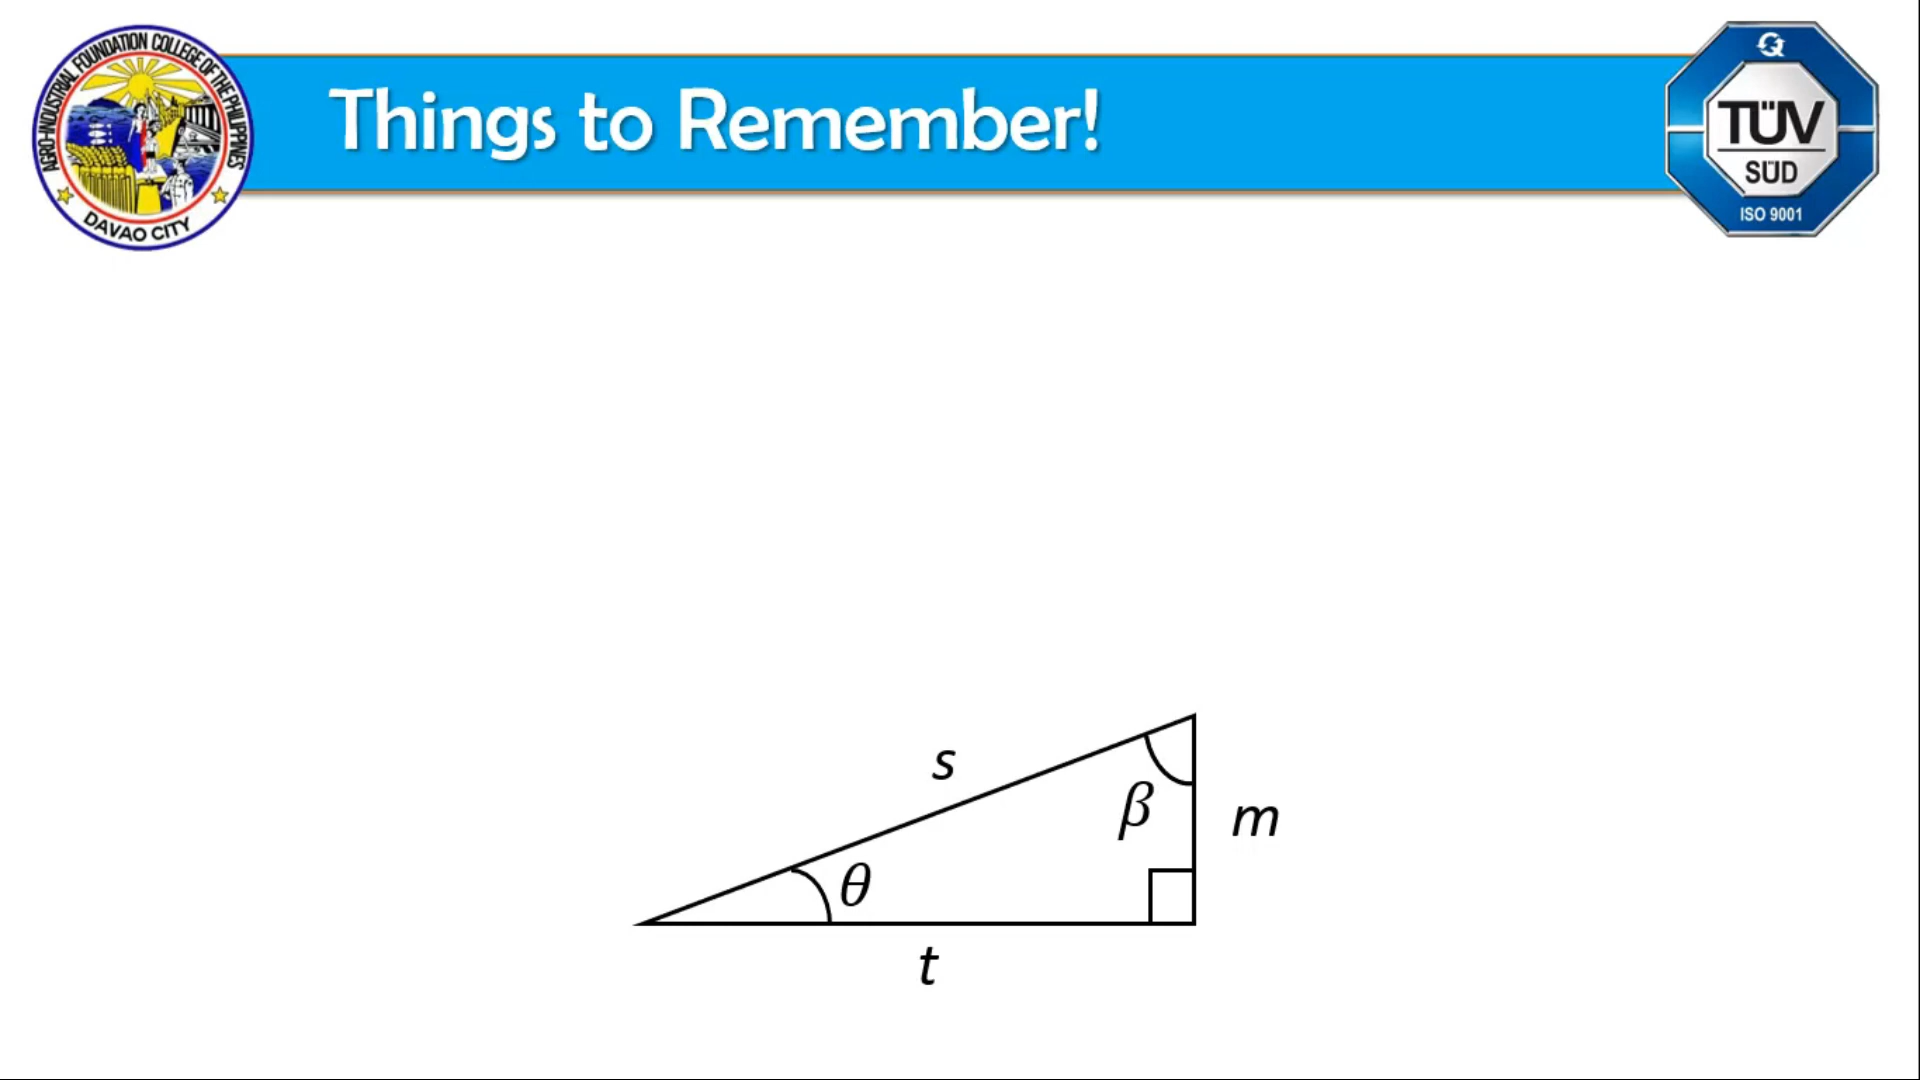 AGRO-INDUSTRIAL FOUNDATION COLLEGE OF THE PHILIPPINES
DAVAO CITY
Things to Remember!
TÜV
SÜD
ISO 9001
s
β
m
θ
t